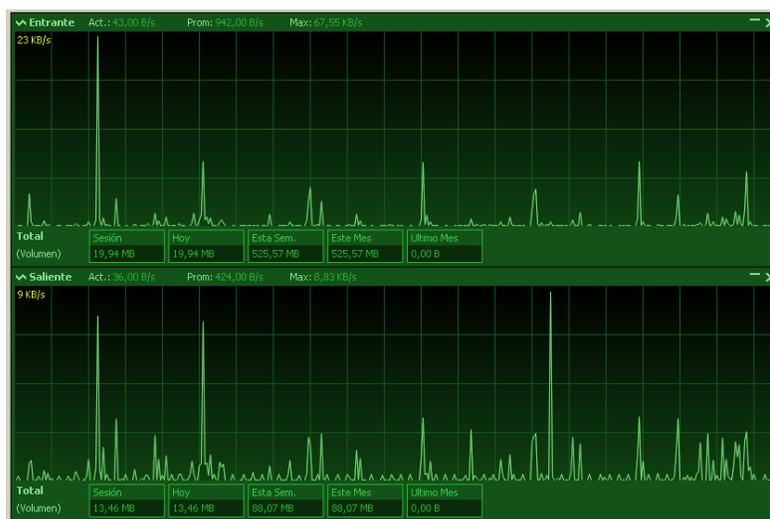 Entrante Act.: 43,00 B/s Prom: 942,00 B/s Max: 67,55 KB/s
23 KB/s
Total Sesión Hoy Esta Sem. Este Mes Ultimo Mes
(Volumen) 19,94 MB 19,94 MB 525,57 MB 525,57 MB 0,00 B
Saliente Act.: 36,00 B/s Prom: 424,00 B/s Max: 8,83 KB/s
9 KB/s
Total Sesión Hoy Esta Sem. Este Mes Ultimo Mes
(Volumen) 13,46 MB 13,46 MB 88,07 MB 88,07 MB 0,00 B